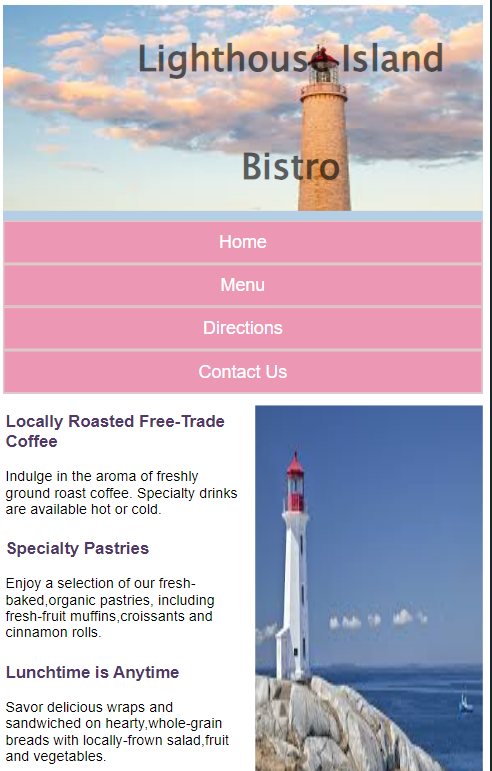 Lighthouse Island
Bistro
Home
Menu
Directions
Contact Us
Locally Roasted Free-Trade
Coffee
Indulge in the aroma of freshly
ground roast coffee. Specialty drinks
are available hot or cold.
Specialty Pastries
Enjoy a selection of our fresh-
baked,organic pastries, including
fresh-fruit muffins,croissants and
cinnamon rolls.
Lunchtime is Anytime
Savor delicious wraps and
sandwiched on hearty,whole-grain
breads with locally-frown salad,fruit
and vegetables.